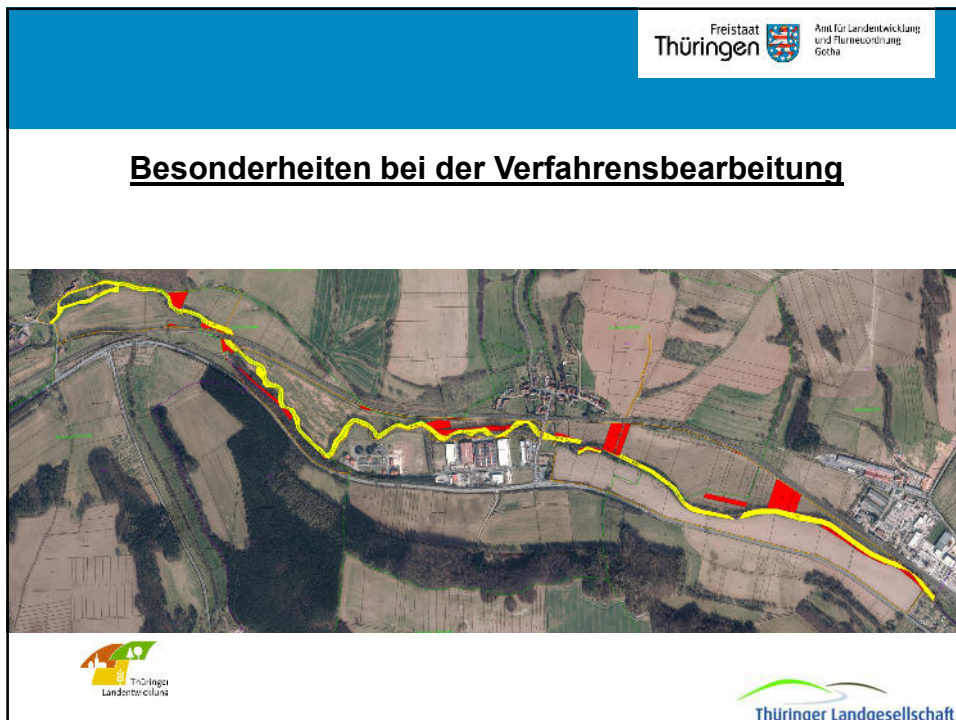 Freistaat
Thüringen
Amt für Landentwicklung
und Flurneuordnung
Gotha
Besonderheiten bei der Verfahrensbearbeitung
Thüringer
Landentwicklung
Thüringer Landgesellschaft